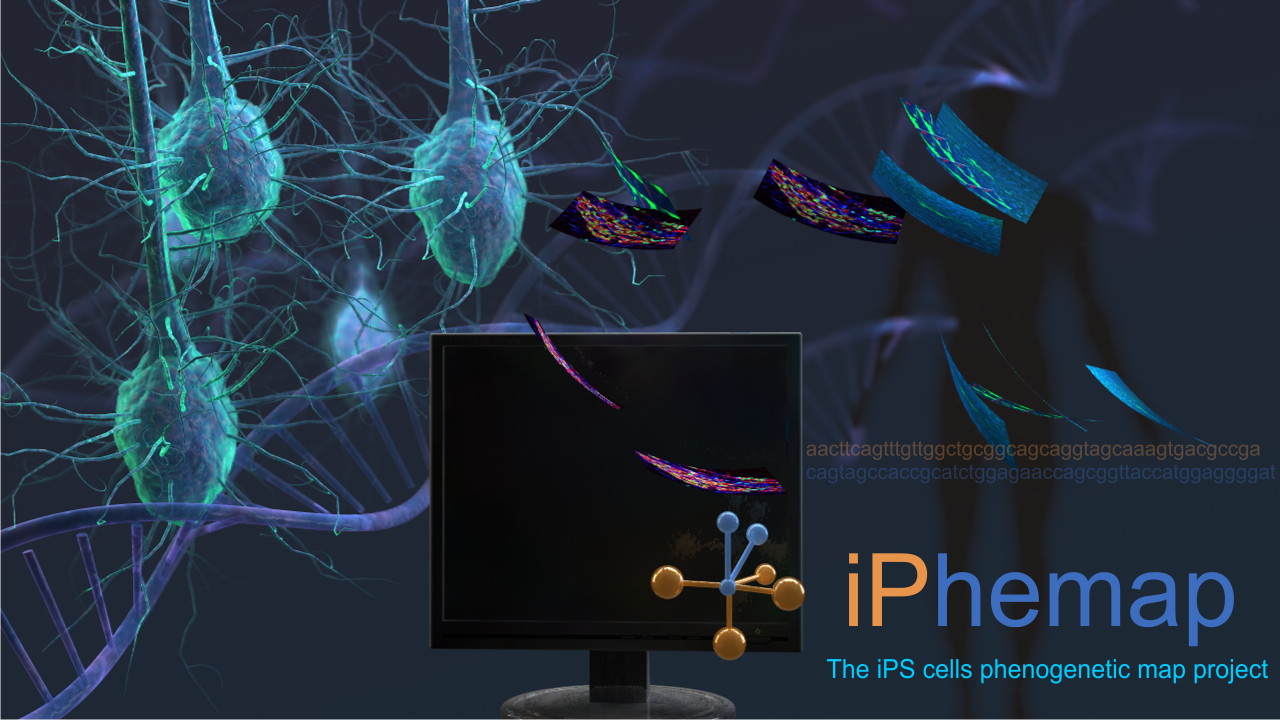 aacttcagtttgttggctgcggcagcaggtagcaaagtgacgccga
cagtagccaccgcatctggagaaccagcggttaccatggaggggat
iPhemap
The iPS cells phenogenetic map project